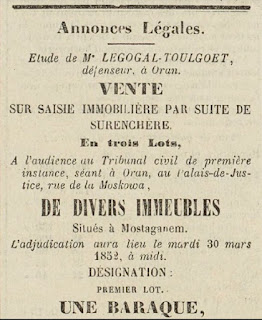 Annonces Légales.
Etude de Mᵉ LEGOGAL-TOULGOET,
défenseur, à Oran.
VENTE
SUR SAISIE IMMOBILIÈRE PAR SUITE DE
SURENCHERE.
En trois Lots,
A l'audience au Tribunal civil de première
instance, séant à Oran, au Palais-de-Jus-
tice, rue de la Moskowa,
DE DIVERS IMMEUBLES
Situés à Mostaganem.
L'adjudication aura lieu le mardi 30 mars
1852, à midi.
DÉSIGNATION:
PREMIER LOT.
UNE BARAQUE,